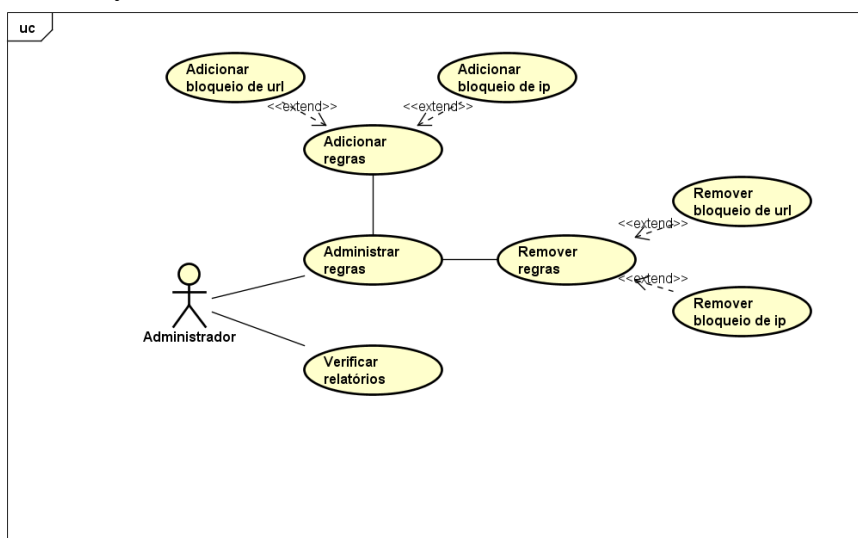 uc
Adicionar
bloqueio de url
Adicionar
bloqueio de ip
<<extend>>
<<extend>>
Adicionar
regras
Remover
bloqueio de url
<<extend>>
Administrar
regras
Remover
regras
<<extend>>
Remover
bloqueio de ip
Administrador
Verificar
relatórios